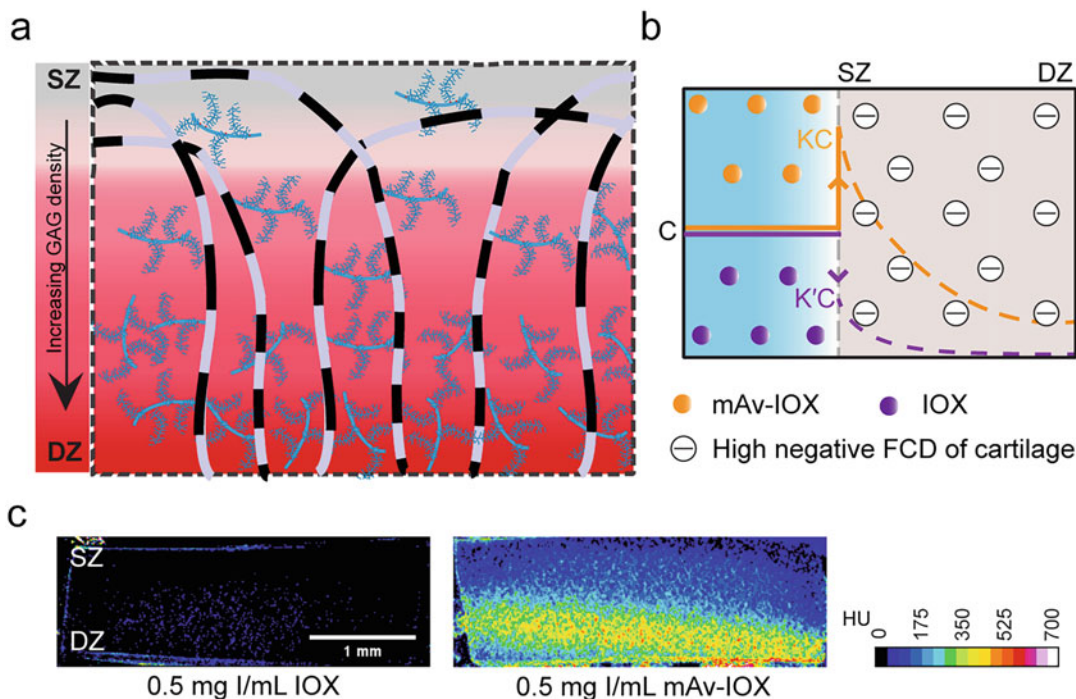 a
SZ
Increasing GAG density
DZ
b
SZ
DZ
KC
C
K'C
mAv-IOX
IOX
High negative FCD of cartilage
c
SZ
DZ
1 mm
0.5 mg I/mL IOX
0.5 mg I/mL mAv-IOX
HU
0
175
350
525
700